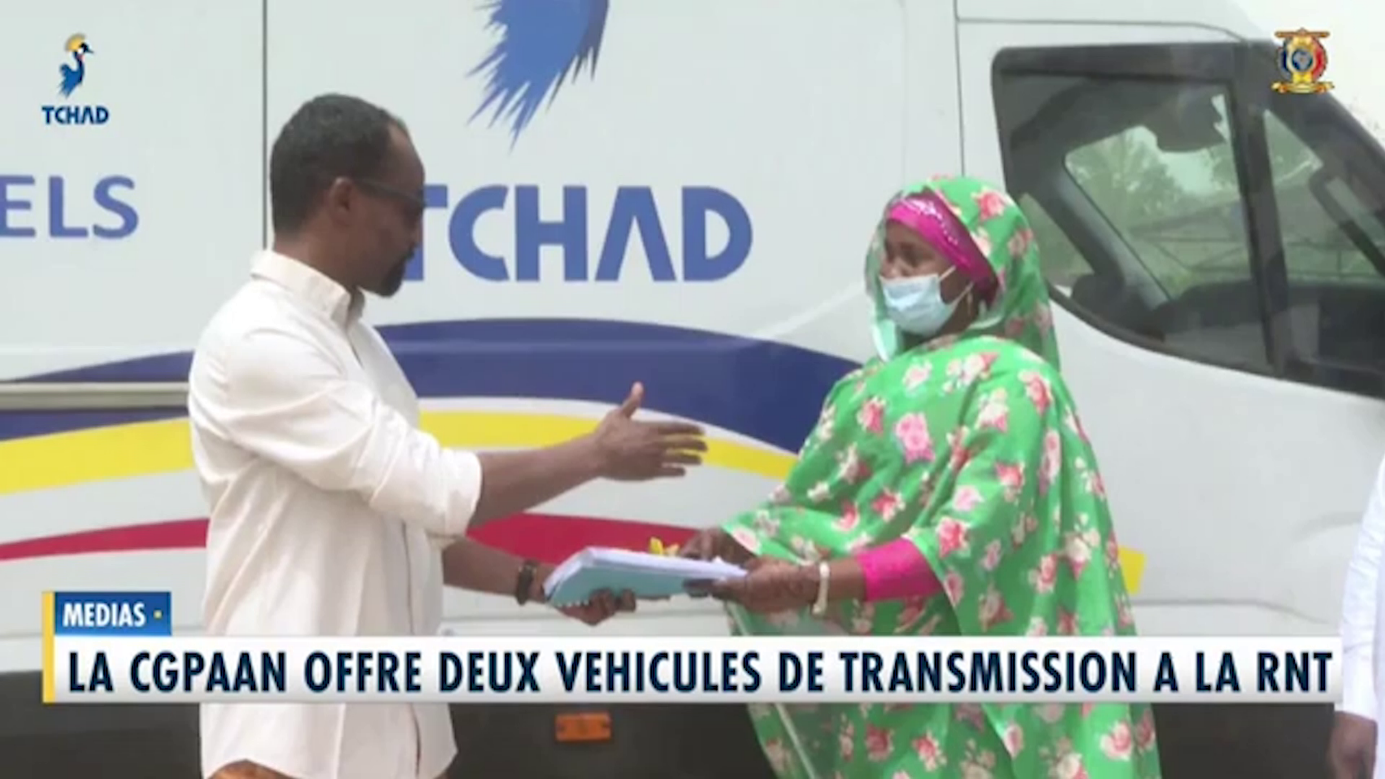 TCHAD
ELS
TCHAD
MEDIAS
LA CGPAAN OFFRE DEUX VEHICULES DE TRANSMISSION A LA RNT